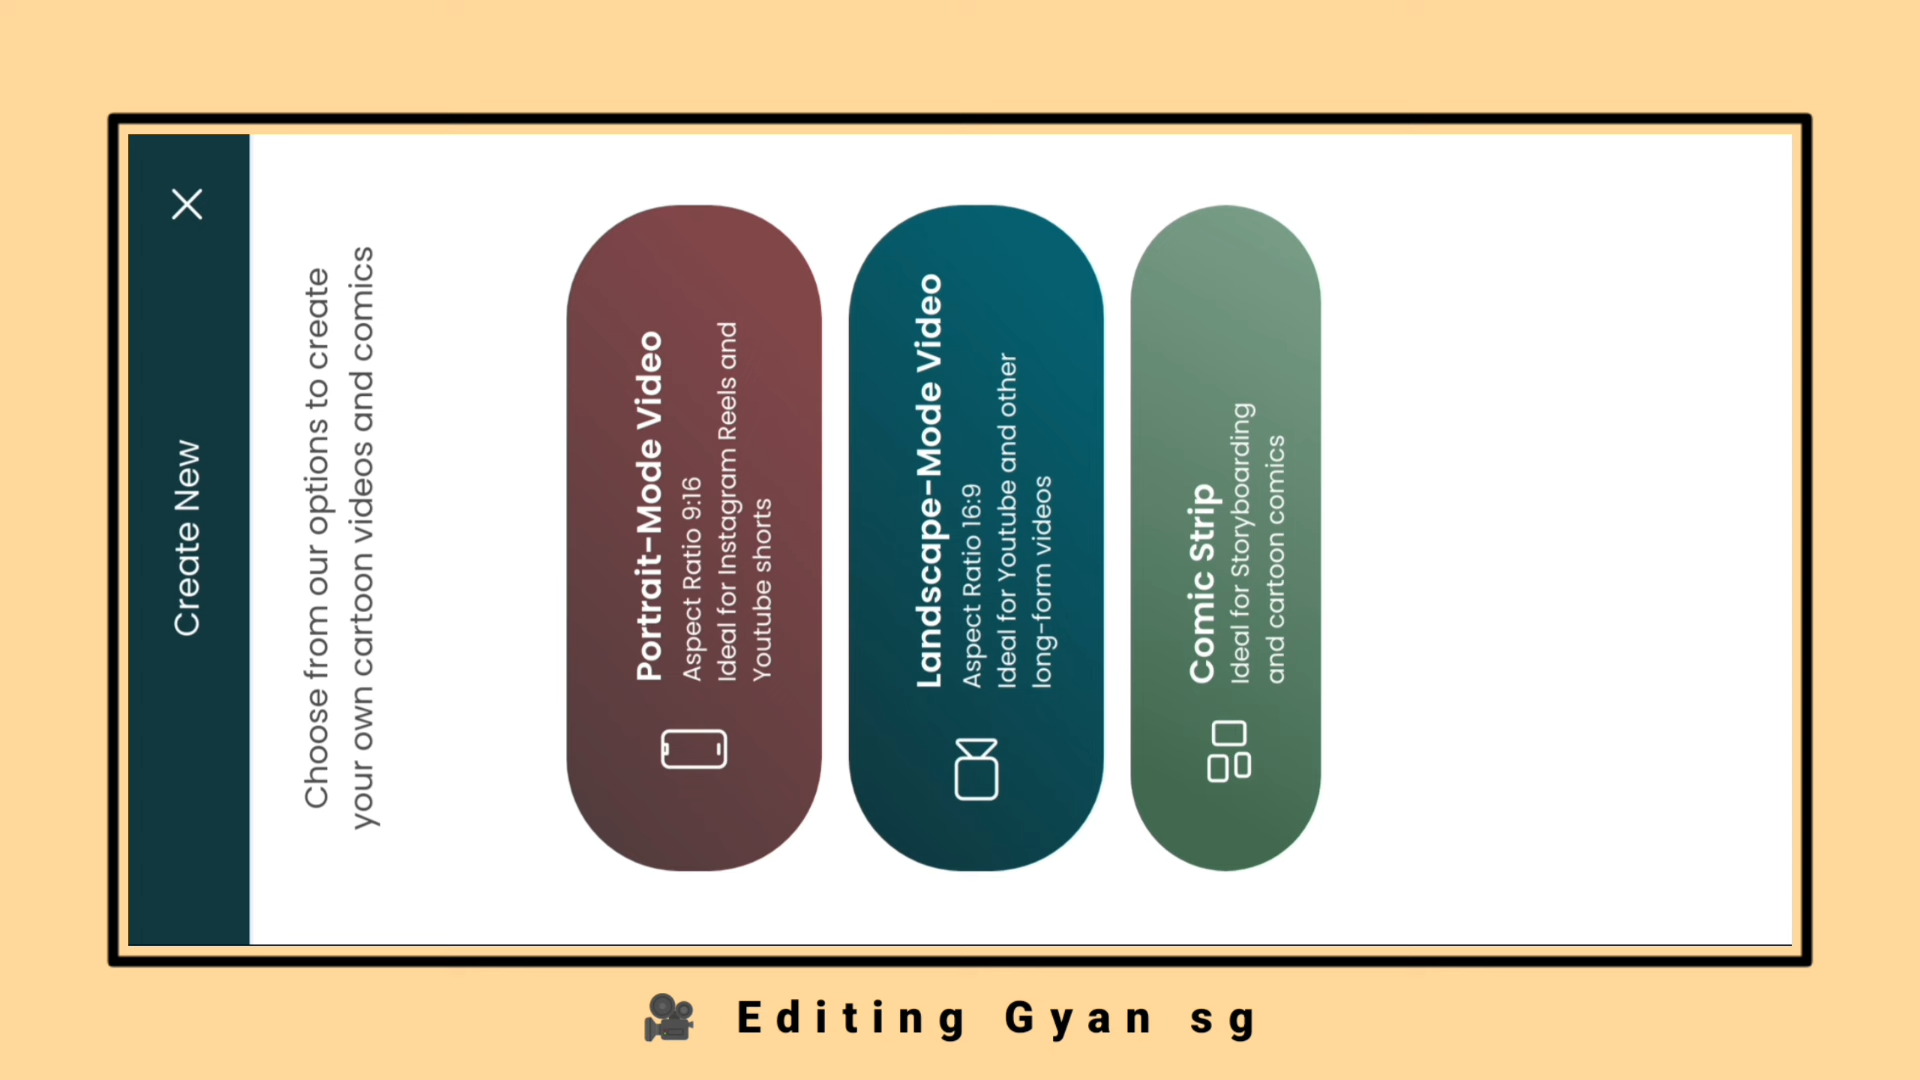 Create New
Choose from our options to create
your own cartoon videos and comics
Portrait-Mode Video
Aspect Ratio 9:16
Ideal for Instagram Reels and
Youtube shorts
Landscape-Mode Video
Aspect Ratio 16:9
Ideal for Youtube and other
long-form videos
Comic Strip
Ideal for Storyboarding
and cartoon comics
🎥 Editing Gyan sg